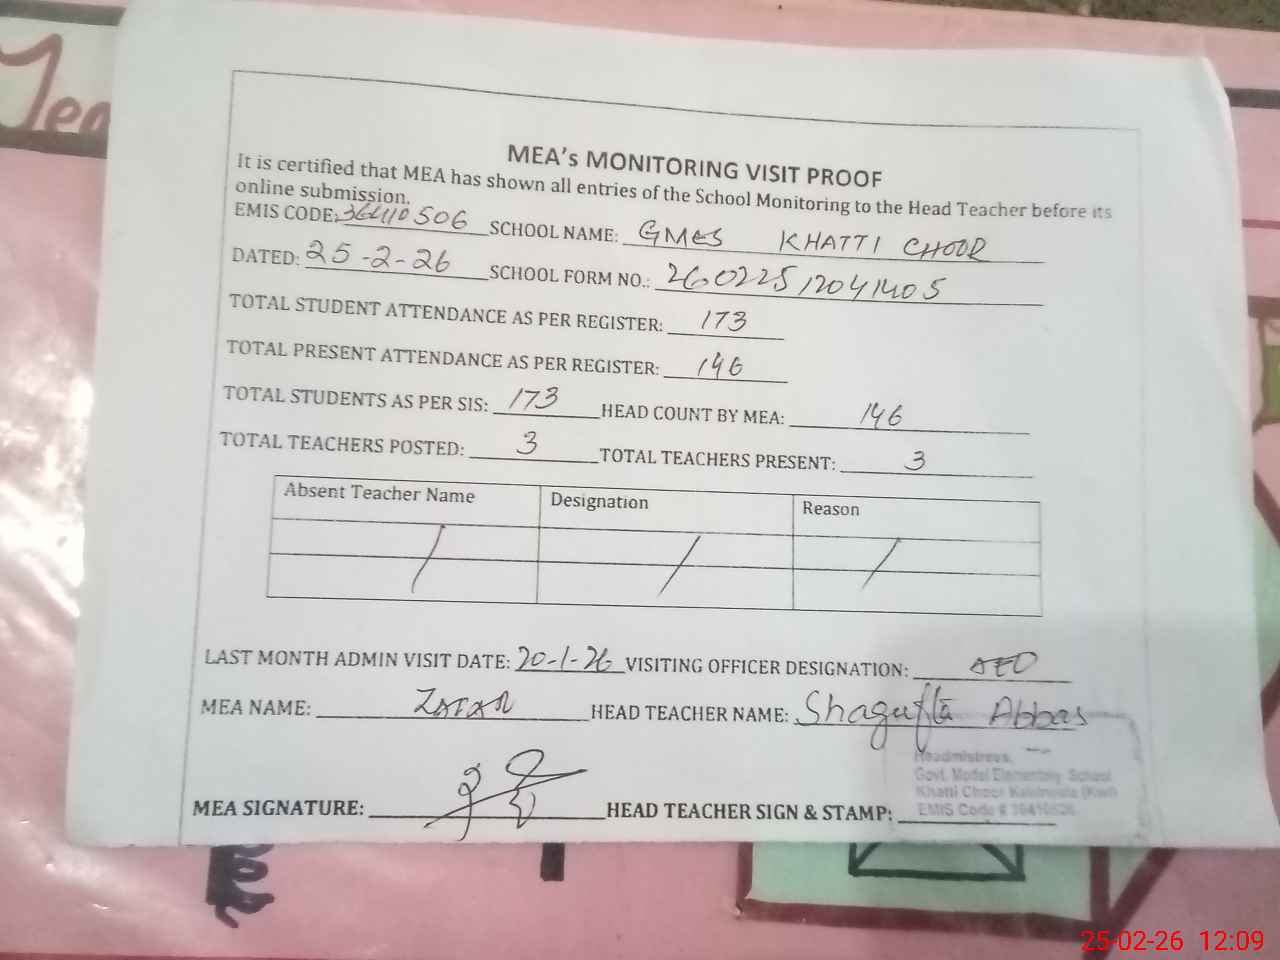 MEA's MONITORING VISIT PROOF
It is certified that MEA has shown all entries of the School Monitoring to the Head Teacher before its
online submission.
EMIS CODE: 36410506 SCHOOL NAME: GMES KHATTI CHOOR
DATED: 25-2-26 SCHOOL FORM NO.: 26022512041405
TOTAL STUDENT ATTENDANCE AS PER REGISTER: 173
TOTAL PRESENT ATTENDANCE AS PER REGISTER: 146
TOTAL STUDENTS AS PER SIS: 173 HEAD COUNT BY MEA: 146
TOTAL TEACHERS POSTED: 3 TOTAL TEACHERS PRESENT: 3
Absent Teacher Name Designation Reason
LAST MONTH ADMIN VISIT DATE: 20-1-26 VISITING OFFICER DESIGNATION: AEO
MEA NAME: HEAD TEACHER NAME: Shagufta Abbas
Headmistress,
Govt. Model Elementary School
Khatti Choor
EMIS Code #
MEA SIGNATURE: HEAD TEACHER SIGN & STAMP:
25-02-26 12:09